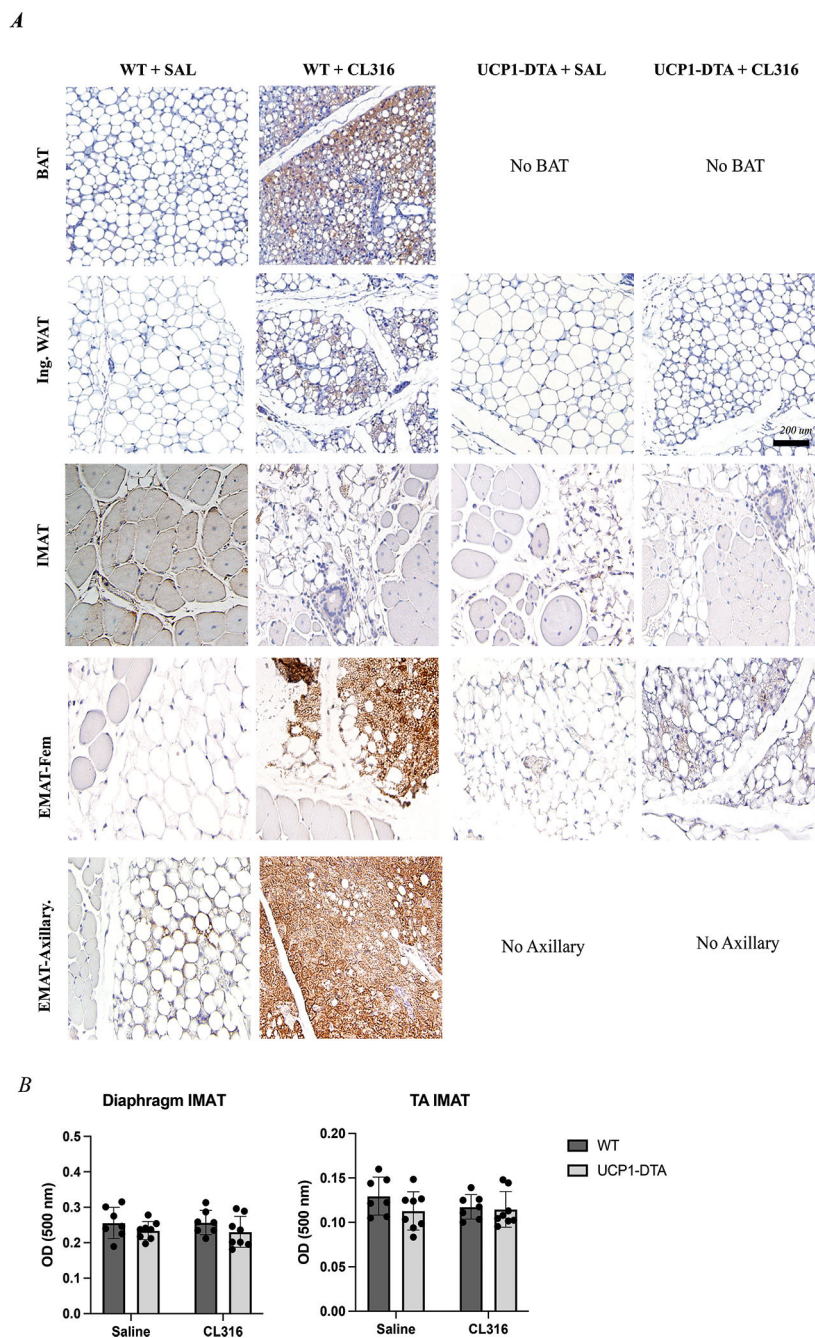 A
WT + SAL WT + CL316 UCP1-DTA + SAL UCP1-DTA + CL316
BAT
No BAT No BAT
Ing. WAT
200 um
IMAT
EMAT-Fem
EMAT-Axillary.
No Axillary No Axillary
B
Diaphragm IMAT
OD (500 nm)
0.5
0.4
0.3
0.2
0.1
0.0
Saline CL316
TA IMAT
OD (500 nm)
0.20
0.15
0.10
0.05
0.00
Saline CL316
WT
UCP1-DTA